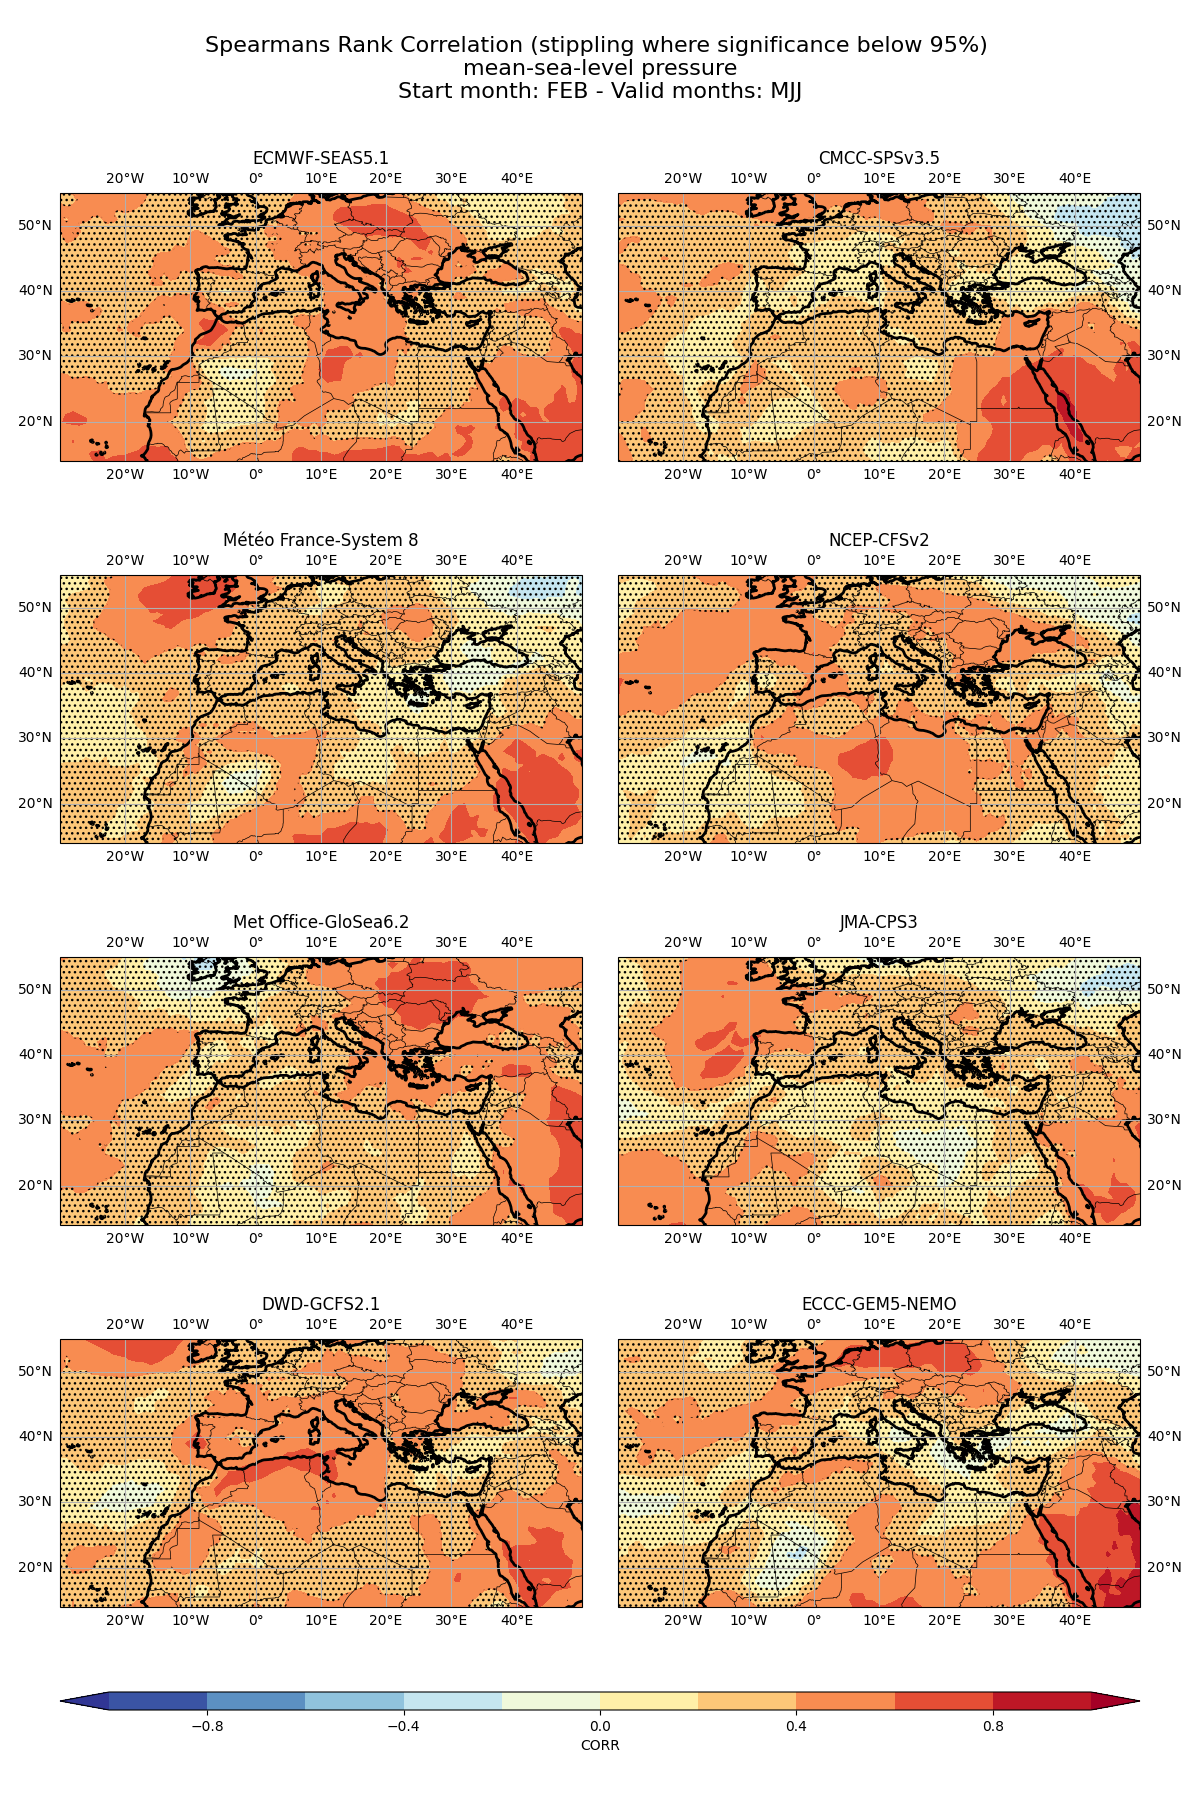 Spearmans Rank Correlation (stippling where significance below 95%)
mean-sea-level pressure
Start month: FEB - Valid months: MJJ
ECMWF-SEAS5.1
20°W 10°W 0° 10°E 20°E 30°E 40°E
50°N
40°N
30°N
20°N
20°W 10°W 0° 10°E 20°E 30°E 40°E
CMCC-SPSv3.5
20°W 10°W 0° 10°E 20°E 30°E 40°E
50°N
40°N
30°N
20°N
20°W 10°W 0° 10°E 20°E 30°E 40°E
Météo France-System 8
20°W 10°W 0° 10°E 20°E 30°E 40°E
50°N
40°N
30°N
20°N
20°W 10°W 0° 10°E 20°E 30°E 40°E
NCEP-CFSv2
20°W 10°W 0° 10°E 20°E 30°E 40°E
50°N
40°N
30°N
20°N
20°W 10°W 0° 10°E 20°E 30°E 40°E
Met Office-GloSea6.2
20°W 10°W 0° 10°E 20°E 30°E 40°E
50°N
40°N
30°N
20°N
20°W 10°W 0° 10°E 20°E 30°E 40°E
JMA-CPS3
20°W 10°W 0° 10°E 20°E 30°E 40°E
50°N
40°N
30°N
20°N
20°W 10°W 0° 10°E 20°E 30°E 40°E
DWD-GCFS2.1
20°W 10°W 0° 10°E 20°E 30°E 40°E
50°N
40°N
30°N
20°N
20°W 10°W 0° 10°E 20°E 30°E 40°E
ECCC-GEM5-NEMO
20°W 10°W 0° 10°E 20°E 30°E 40°E
50°N
40°N
30°N
20°N
20°W 10°W 0° 10°E 20°E 30°E 40°E
−0.8 −0.4 0.0 0.4 0.8
CORR